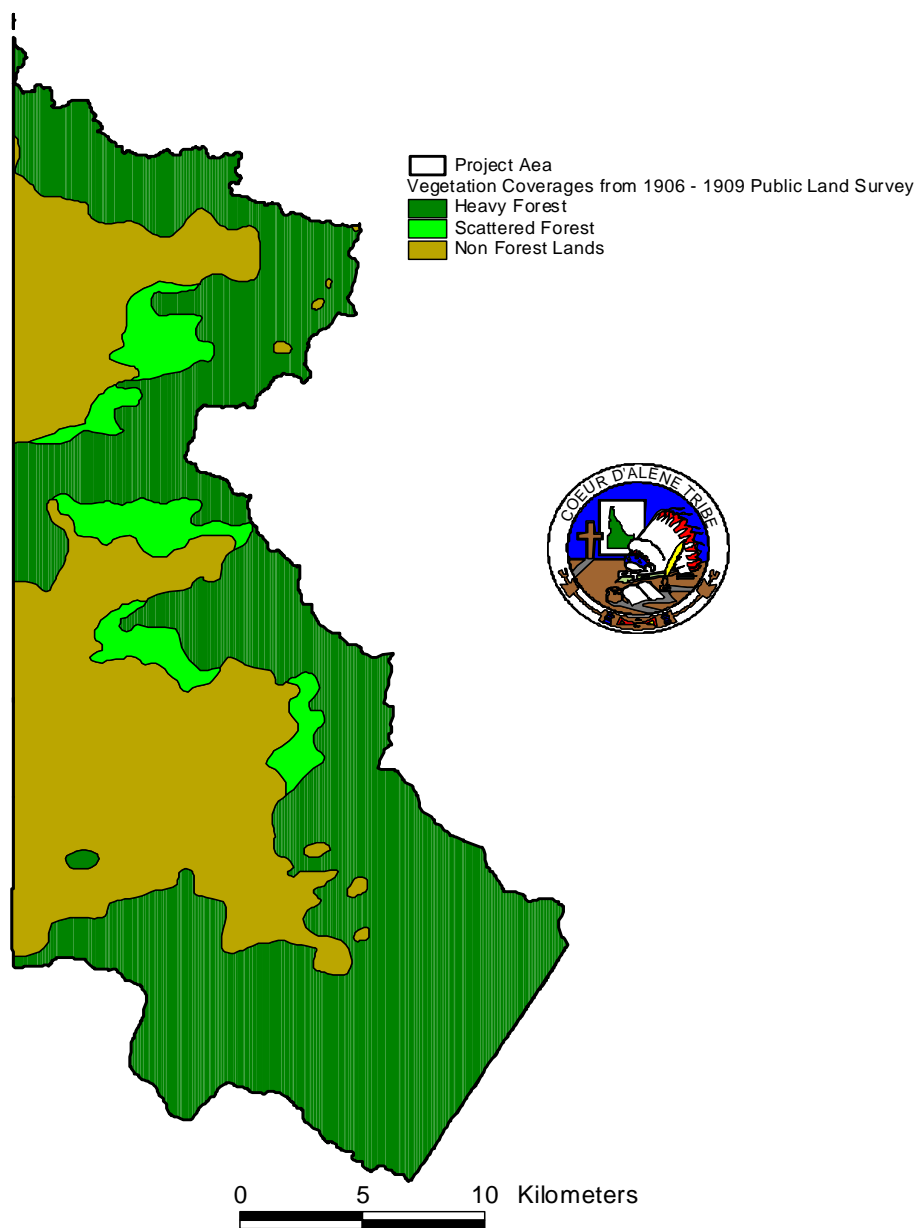 Project Aea
Vegetation Coverages from 1906 - 1909 Public Land Survey
Heavy Forest
Scattered Forest
Non Forest Lands
COEUR D'ALENE TRIBE
0 5 10 Kilometers